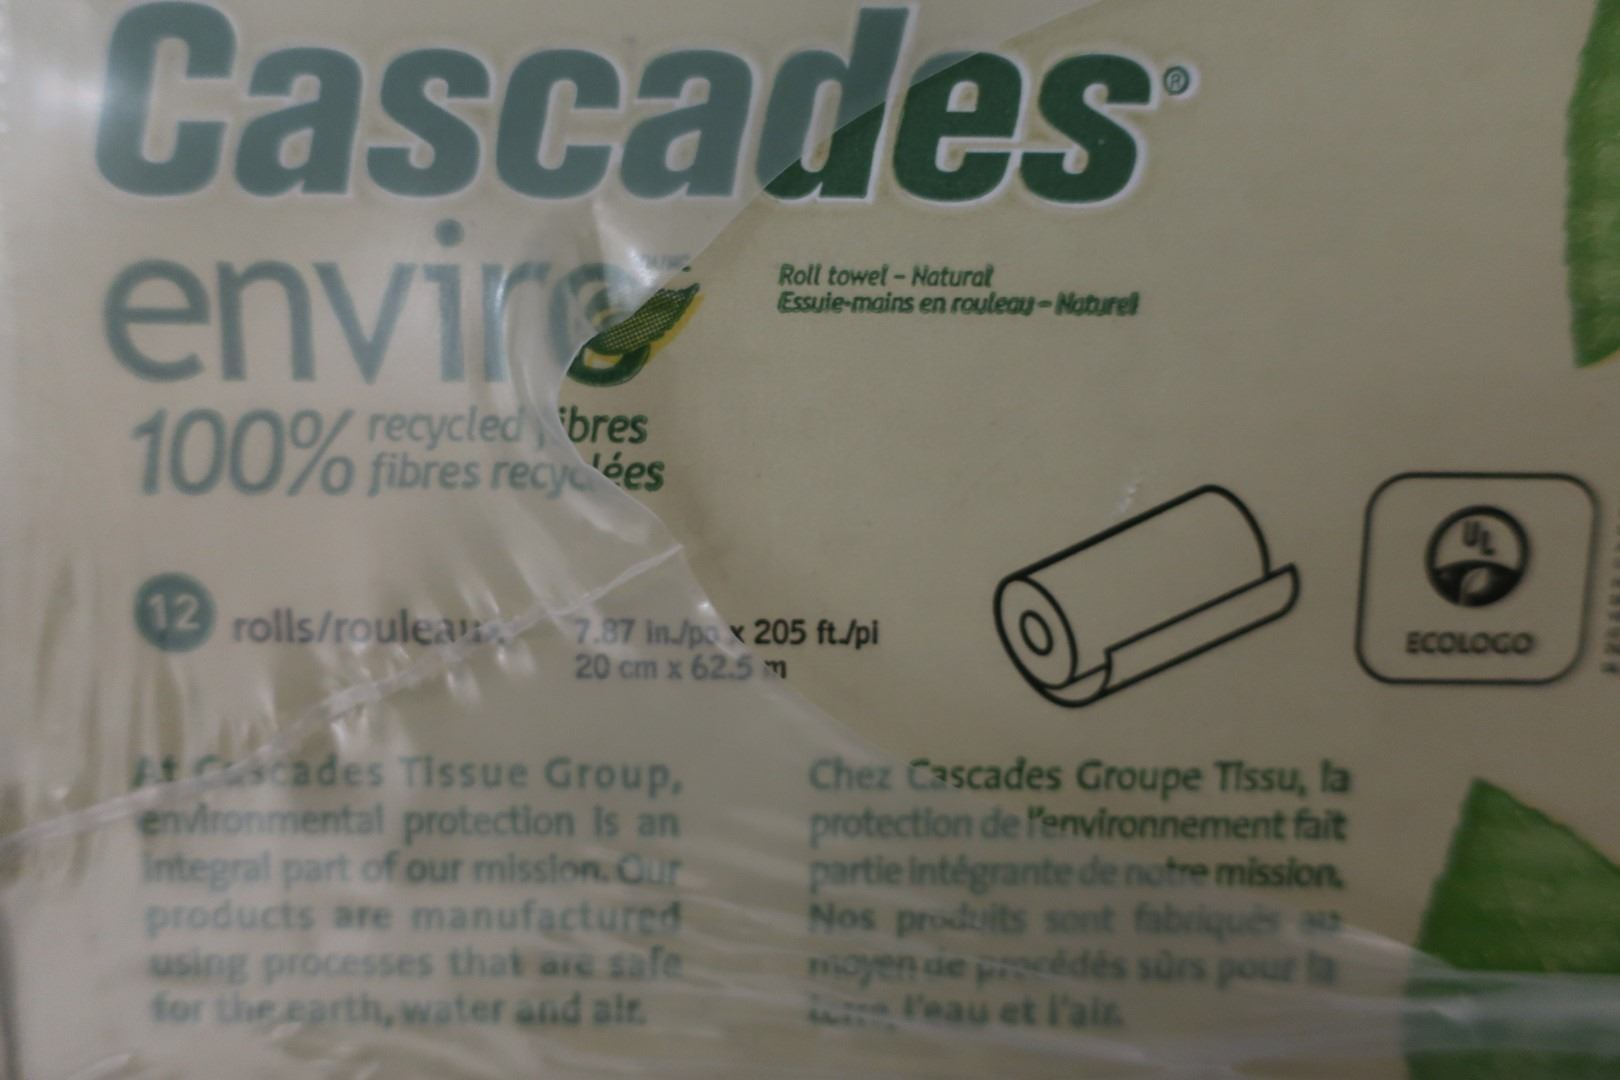 Cascades®
enviro
Roll towel – Natural
Essuie-mains en rouleau – Naturel
100% recycled fibres
fibres recyclées
12 rolls/rouleaux
7.87 in./po x 205 ft./pi
20 cm x 62.5 m
UL
ECOLOGO
At Cascades Tissue Group,
environmental protection is an
integral part of our mission. Our
products are manufactured
using processes that are safe
for the earth, water and air.
Chez Cascades Groupe Tissu, la
protection de l'environnement fait
partie intégrante de notre mission.
Nos produits sont fabriqués au
moyen de procédés sûrs pour la
terre, l'eau et l'air.